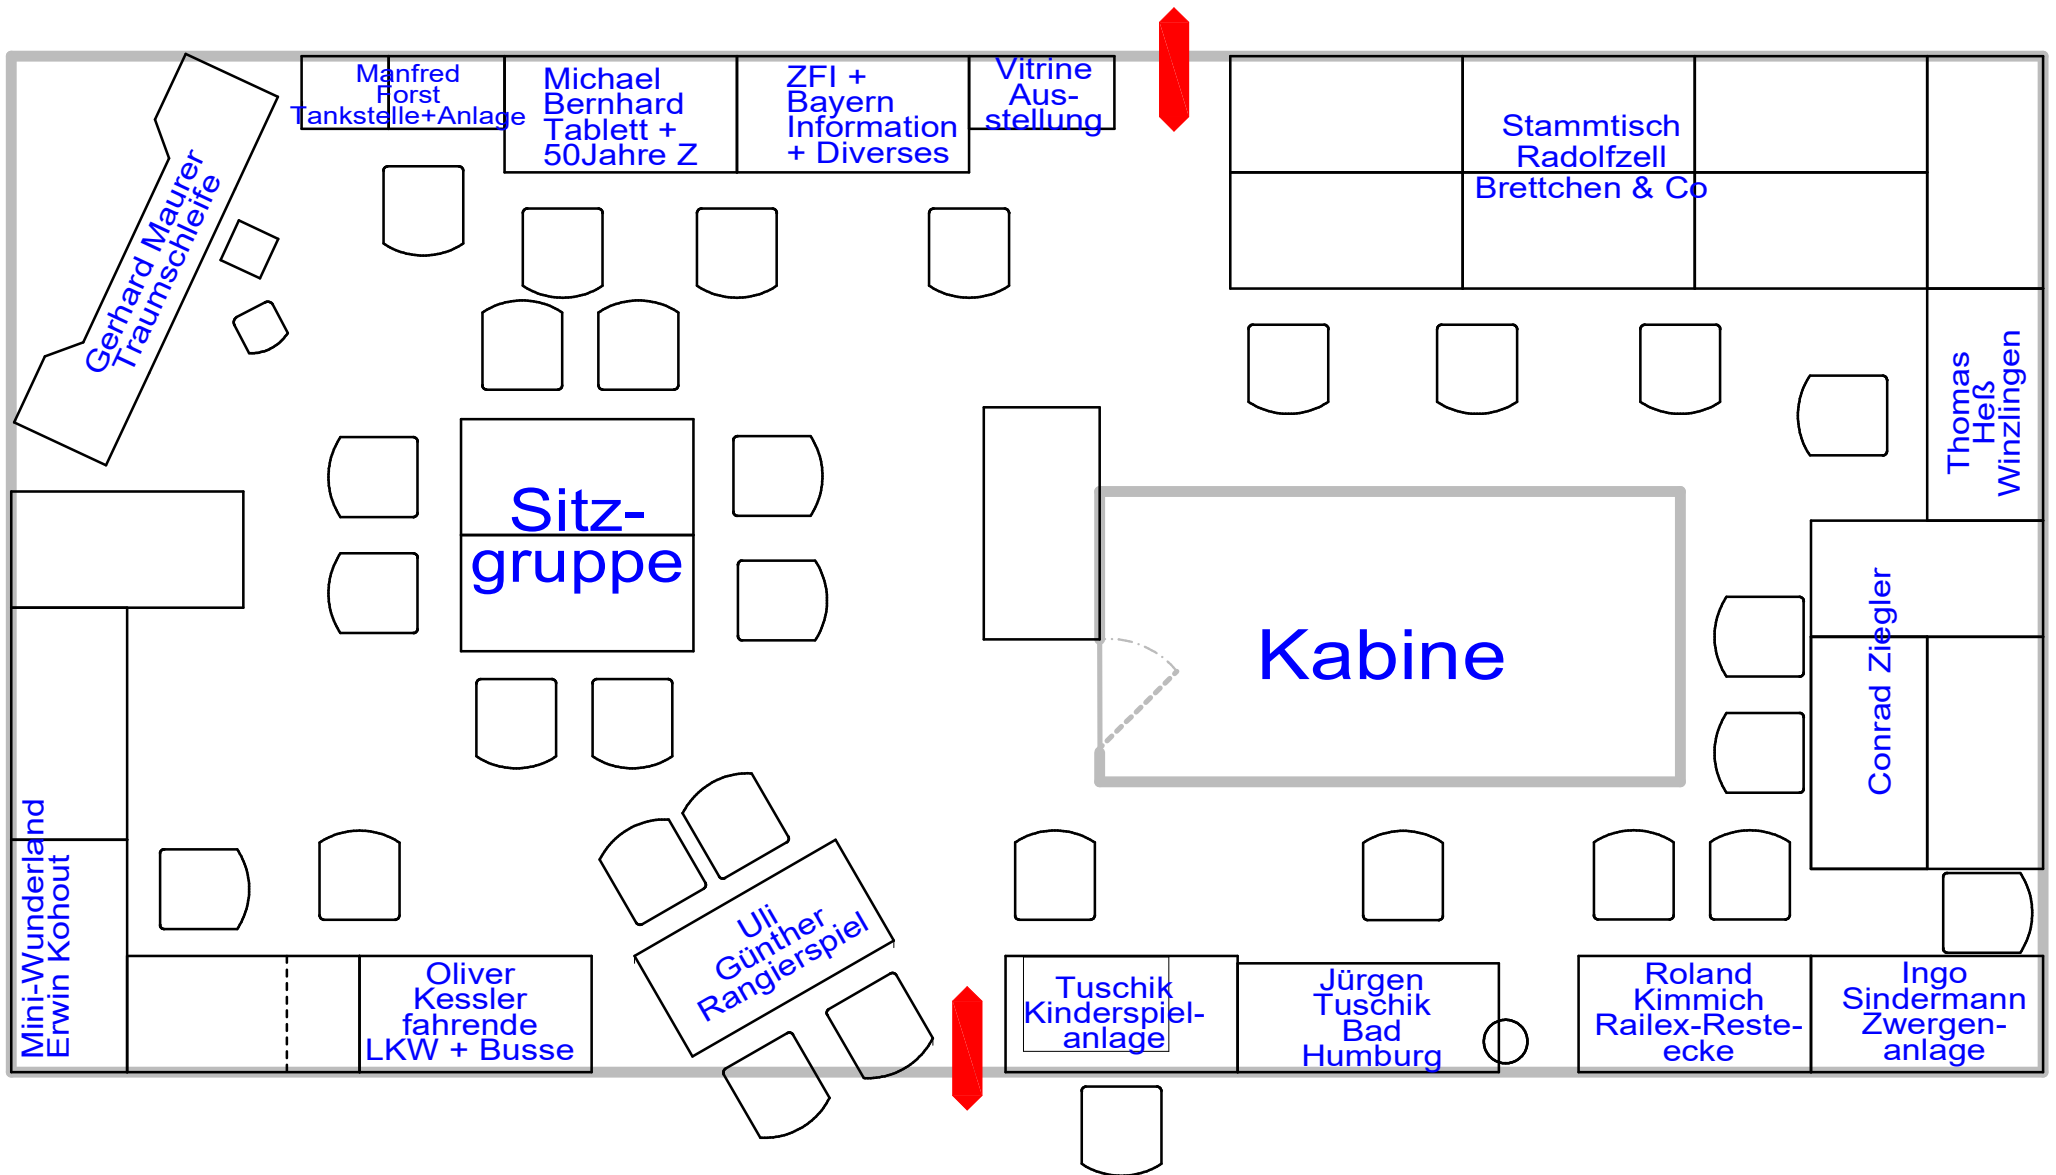 Manfred
Forst
Tankstelle+Anlage
Michael
Bernhard
Tablett +
50Jahre Z
ZFI +
Bayern
Information
+ Diverses
Vitrine
Aus-
stellung
Stammtisch
Radolfzell
Brettchen & Co
Gerhard Maurer
Traumschleife
Thomas
Heß
Winzlingen
Sitz-
gruppe
Kabine
Conrad Ziegler
Mini-Wunderland
Erwin Kohout
Oliver
Kessler
fahrende
LKW + Busse
Uli
Günther
Rangierspiel
Tuschik
Kinderspiel-
anlage
Jürgen
Tuschik
Bad
Humburg
Roland
Kimmich
Railex-Reste-
ecke
Ingo
Sindermann
Zwergen-
anlage